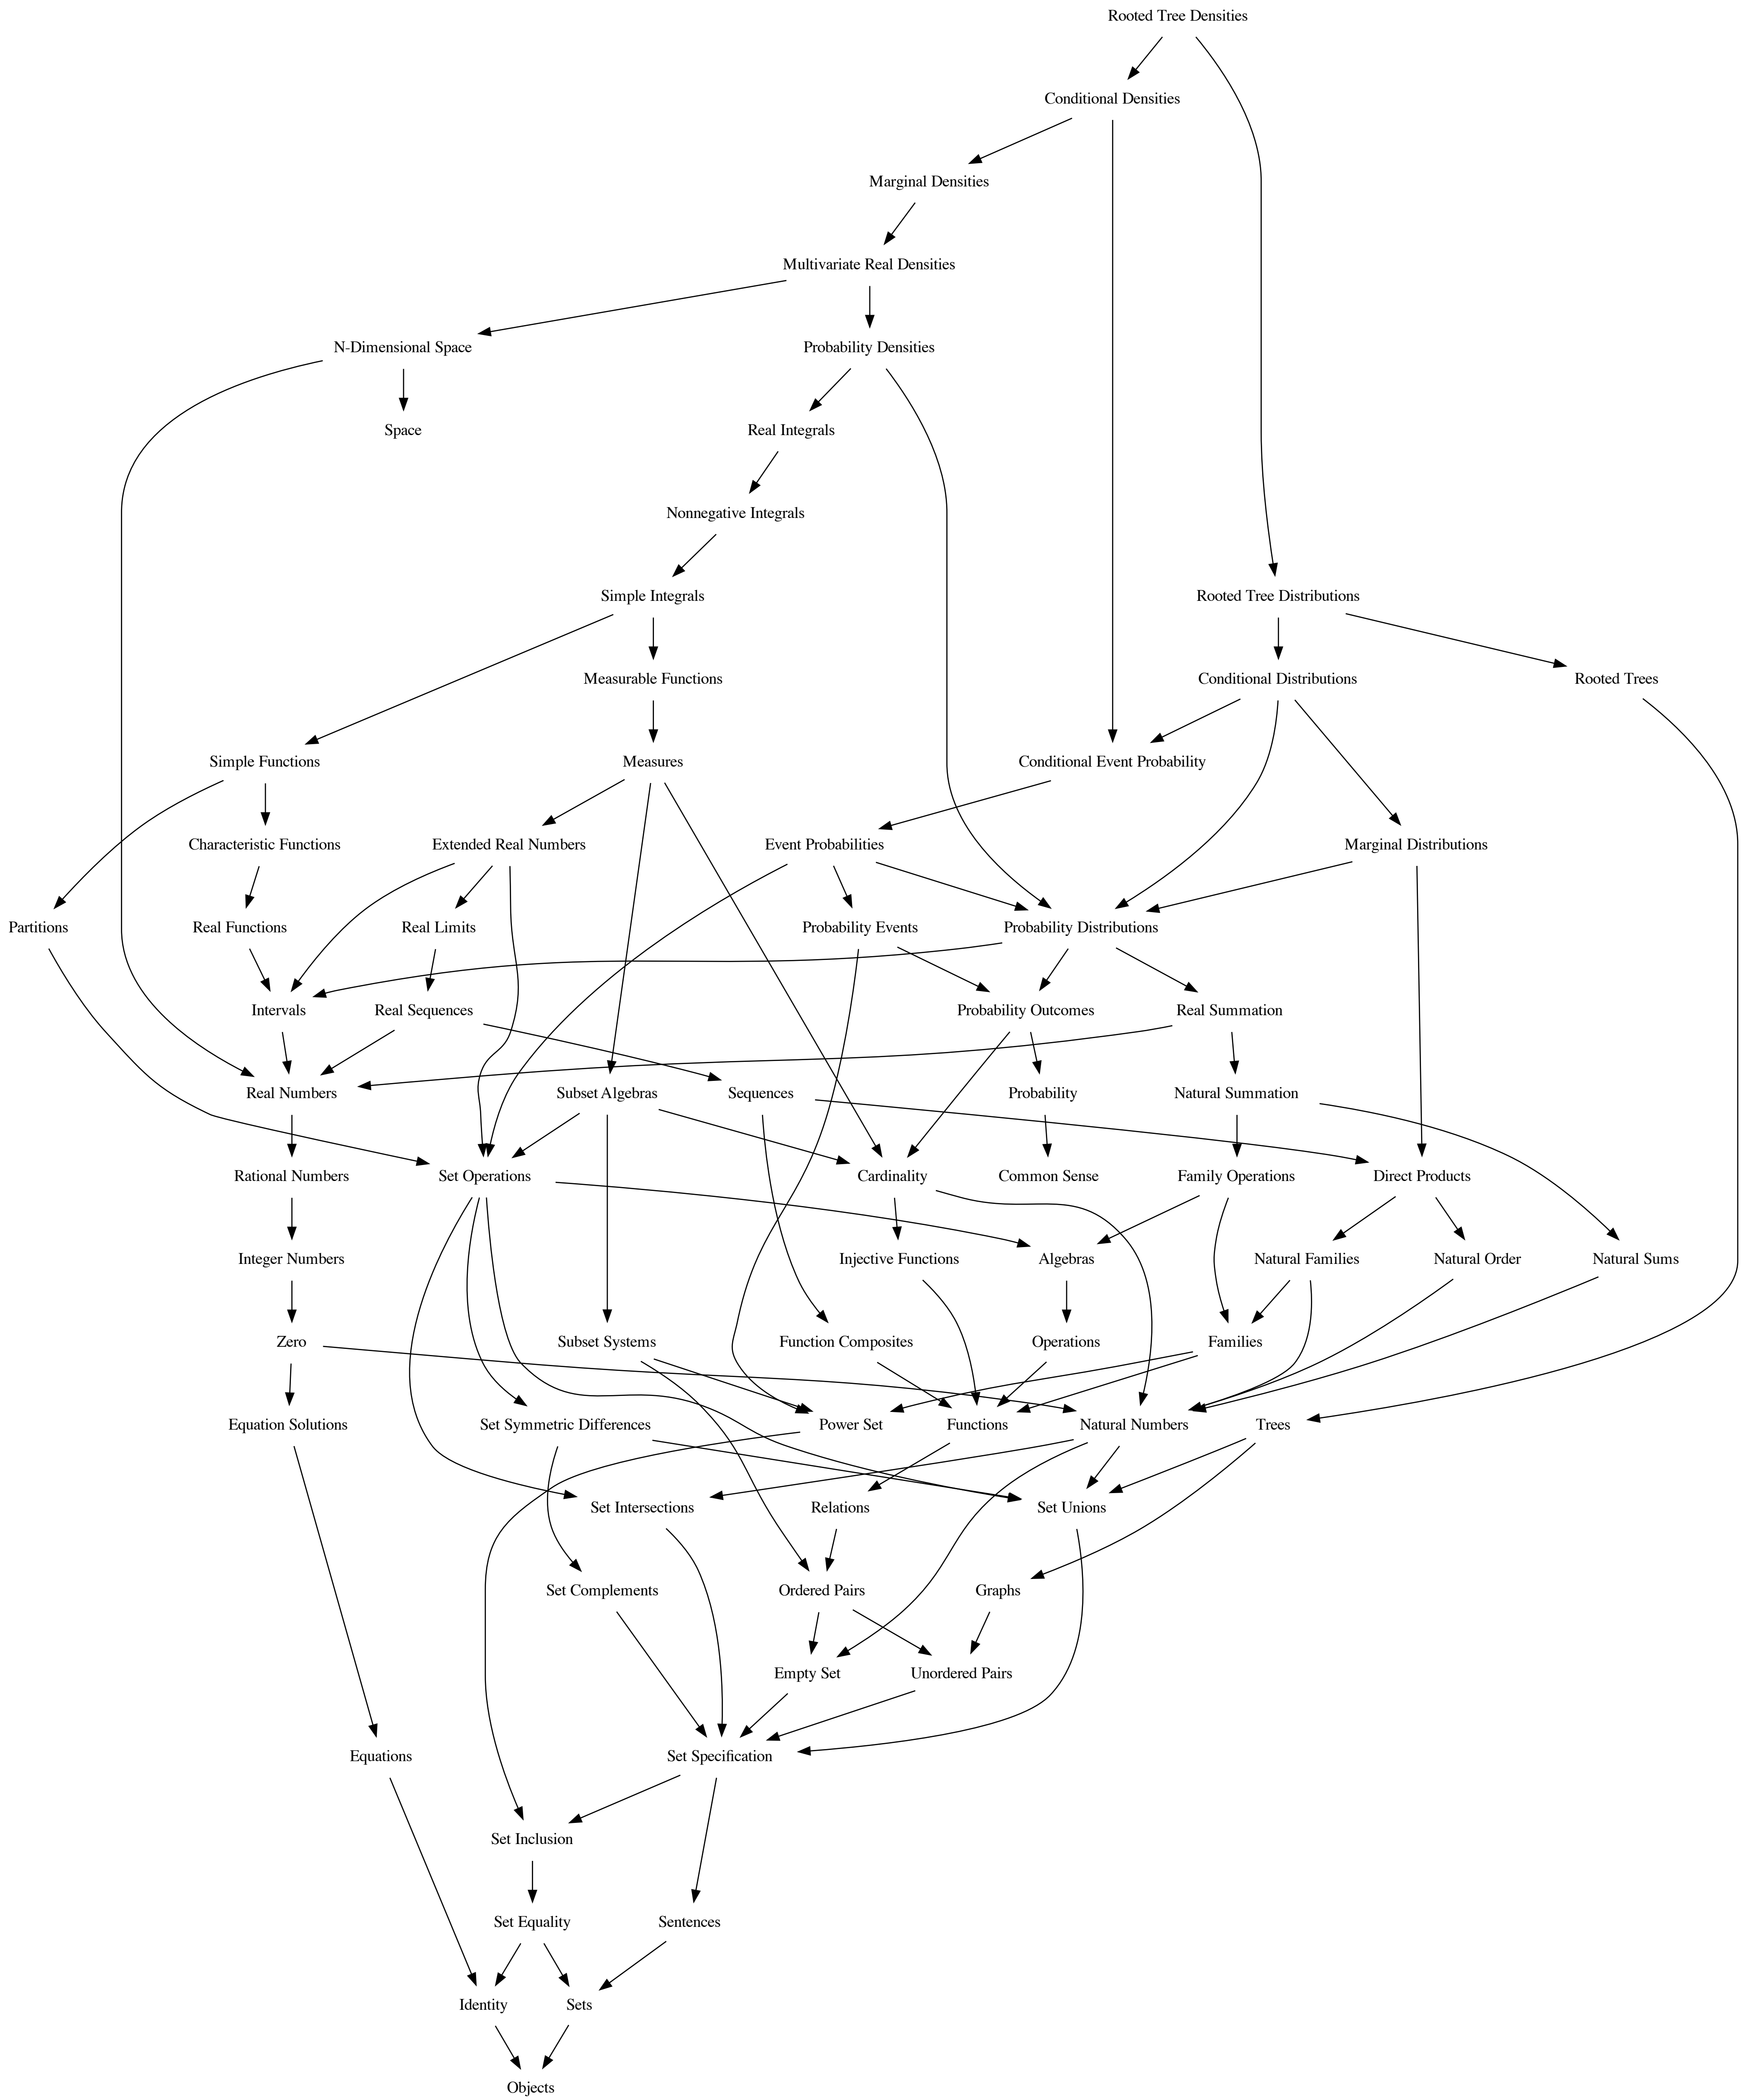 Rooted Tree Densities
Conditional Densities
Marginal Densities
Multivariate Real Densities
N-Dimensional Space
Probability Densities
Space
Real Integrals
Nonnegative Integrals
Simple Integrals
Rooted Tree Distributions
Measurable Functions
Conditional Distributions
Rooted Trees
Simple Functions
Measures
Conditional Event Probability
Characteristic Functions
Extended Real Numbers
Event Probabilities
Marginal Distributions
Partitions
Real Functions
Real Limits
Probability Events
Probability Distributions
Intervals
Real Sequences
Probability Outcomes
Real Summation
Real Numbers
Subset Algebras
Sequences
Probability
Natural Summation
Rational Numbers
Set Operations
Cardinality
Common Sense
Family Operations
Direct Products
Integer Numbers
Injective Functions
Algebras
Natural Families
Natural Order
Natural Sums
Zero
Subset Systems
Function Composites
Operations
Families
Equation Solutions
Set Symmetric Differences
Power Set
Functions
Natural Numbers
Trees
Set Intersections
Relations
Set Unions
Set Complements
Ordered Pairs
Graphs
Empty Set
Unordered Pairs
Equations
Set Specification
Set Inclusion
Set Equality
Sentences
Identity
Sets
Objects